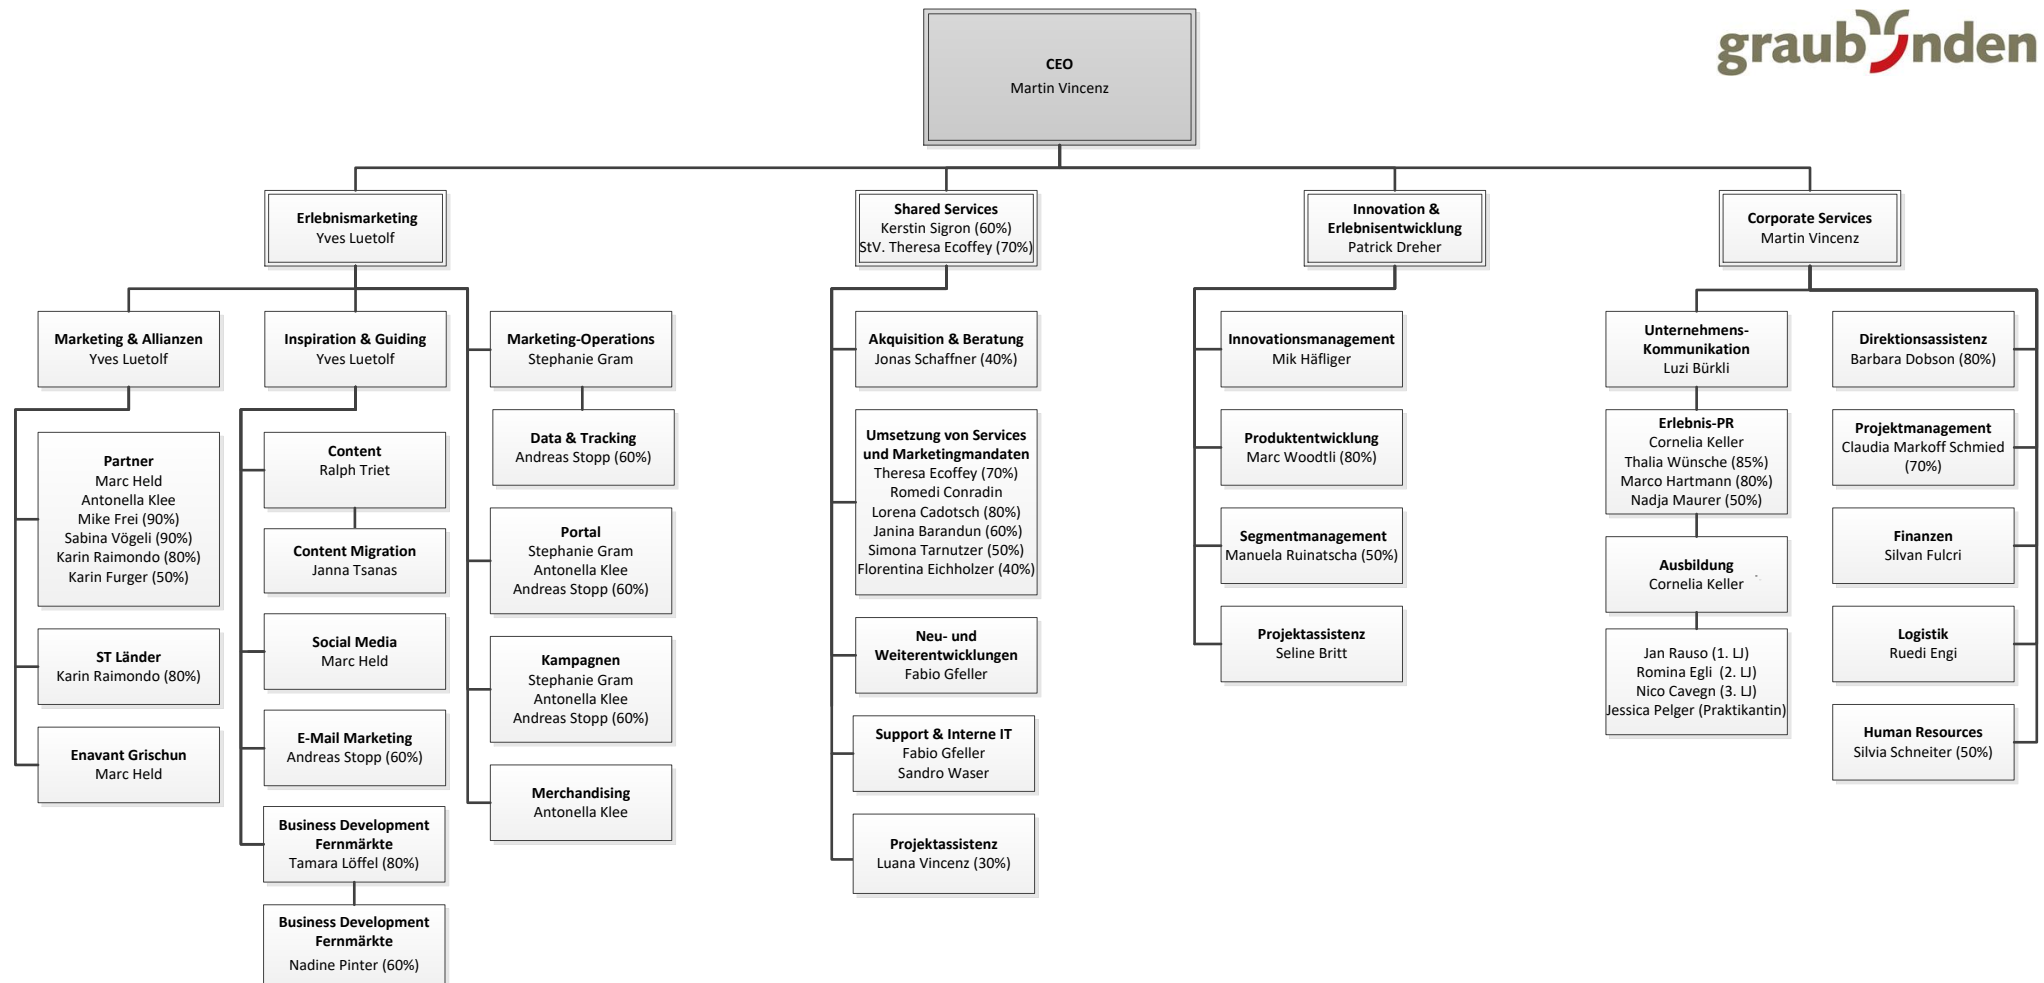 graubünden
CEO
Martin Vincenz
Erlebnismarketing
Yves Luetolf
Shared Services
Kerstin Sigron (60%)
StV. Theresa Ecoffey (70%)
Innovation &
Erlebnisentwicklung
Patrick Dreher
Corporate Services
Martin Vincenz
Marketing & Allianzen
Yves Luetolf
Partner
Marc Held
Antonella Klee
Mike Frei (90%)
Sabina Vögeli (90%)
Karin Raimondo (80%)
Karin Furger (50%)
ST Länder
Karin Raimondo (80%)
Enavant Grischun
Marc Held
Inspiration & Guiding
Yves Luetolf
Content
Ralph Triet
Content Migration
Janna Tsanas
Social Media
Marc Held
E-Mail Marketing
Andreas Stopp (60%)
Business Development
Fernmärkte
Tamara Löffel (80%)
Business Development
Fernmärkte
Nadine Pinter (60%)
Marketing-Operations
Stephanie Gram
Data & Tracking
Andreas Stopp (60%)
Portal
Stephanie Gram
Antonella Klee
Andreas Stopp (60%)
Kampagnen
Stephanie Gram
Antonella Klee
Andreas Stopp (60%)
Merchandising
Antonella Klee
Akquisition & Beratung
Jonas Schaffner (40%)
Umsetzung von Services
und Marketingmandaten
Theresa Ecoffey (70%)
Romedi Conradin
Lorena Cadotsch (80%)
Janina Barandun (60%)
Simona Tarnutzer (50%)
Florentina Eichholzer (40%)
Neu- und
Weiterentwicklungen
Fabio Gfeller
Support & Interne IT
Fabio Gfeller
Sandro Waser
Projektassistenz
Luana Vincenz (30%)
Innovationsmanagement
Mik Häfliger
Produktentwicklung
Marc Woodtli (80%)
Segmentmanagement
Manuela Ruinatscha (50%)
Projektassistenz
Seline Britt
Unternehmens-
Kommunikation
Luzi Bürkli
Erlebnis-PR
Cornelia Keller
Thalia Wünsche (85%)
Marco Hartmann (80%)
Nadja Maurer (50%)
Ausbildung
Cornelia Keller
Jan Rauso (1. LJ)
Romina Egli (2. LJ)
Nico Cavegn (3. LJ)
Jessica Pelger (Praktikantin)
Direktionsassistenz
Barbara Dobson (80%)
Projektmanagement
Claudia Markoff Schmied
(70%)
Finanzen
Silvan Fulcri
Logistik
Ruedi Engi
Human Resources
Silvia Schneiter (50%)